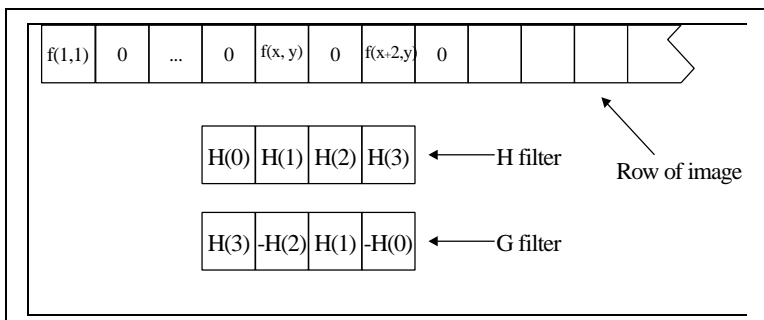 f(1,1) 0 ... 0 f(x, y) 0 f(x+2,y) 0
H(0) H(1) H(2) H(3) H filter
Row of image
H(3) -H(2) H(1) -H(0) G filter